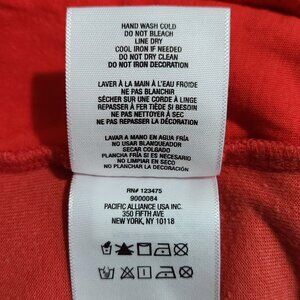 HAND WASH COLD
DO NOT BLEACH
LINE DRY
COOL IRON IF NEEDED
DO NOT DRY CLEAN
DO NOT IRON DECORATION
LAVER À LA MAIN À L'EAU FROIDE
NE PAS BLANCHIR
SÉCHER SUR UNE CORDE À LINGE
REPASSER À FER TIÈDE SI BESOIN
NE PAS NETTOYER À SEC
NE PAS REPASSER LA DÉCORATION
LAVAR A MANO EN AGUA FRÍA
NO USAR BLANQUEADOR
SECAR COLGADO
PLANCHA FRÍA SI ES NECESARIO
NO LIMPIAR EN SECO
NO PLANCHAR LA DECORACIÓN
RN# 123475
9000084
PACIFIC ALLIANCE USA INC.
350 FIFTH AVE
NEW YORK, NY 10118